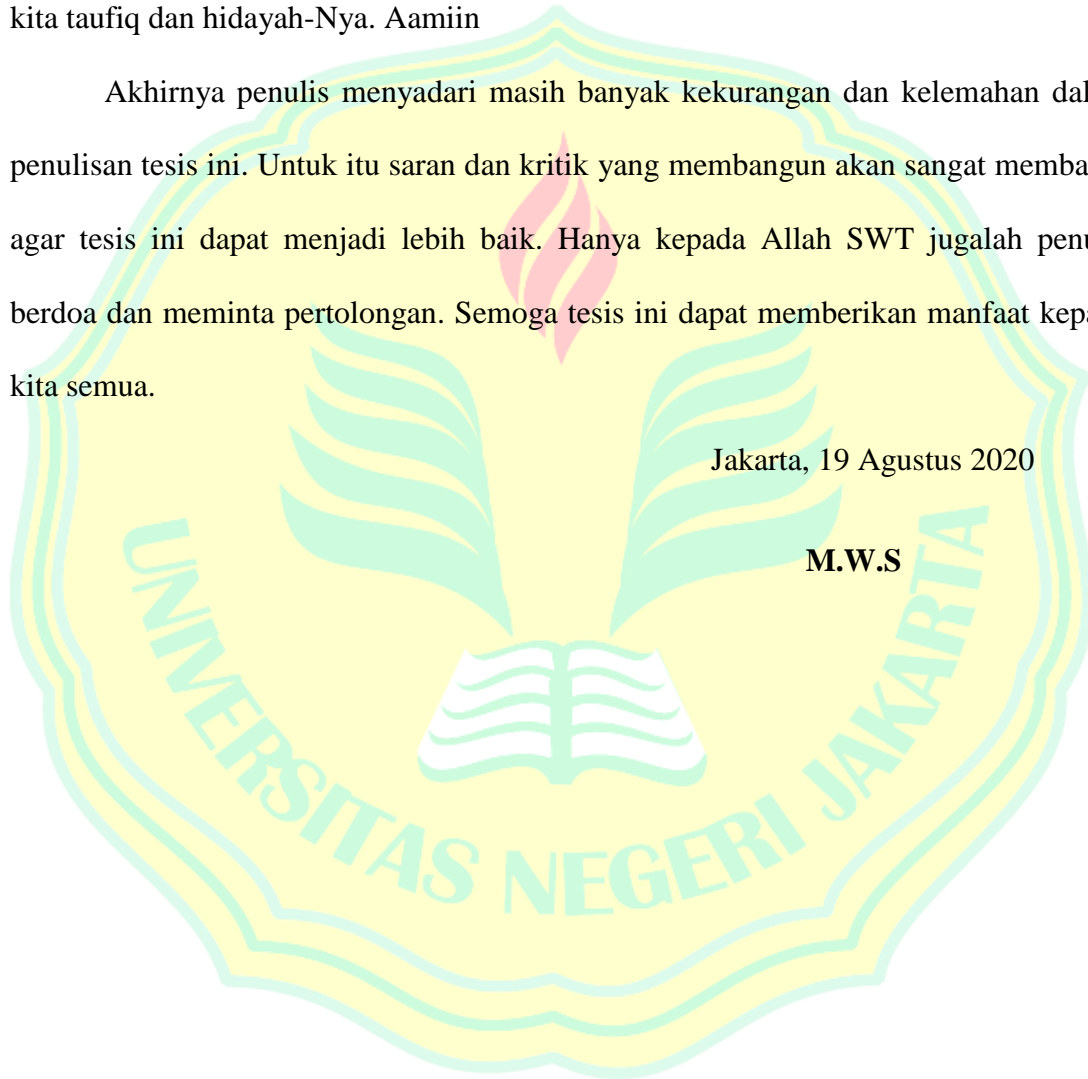 kita taufiq dan hidayah-Nya. Aamiin
Akhirnya penulis menyadari masih banyak kekurangan dan kelemahan dal
penulisan tesis ini. Untuk itu saran dan kritik yang membangun akan sangat memba
agar tesis ini dapat menjadi lebih baik. Hanya kepada Allah SWT jugalah penu
berdoa dan meminta pertolongan. Semoga tesis ini dapat memberikan manfaat kepa
kita semua.
Jakarta, 19 Agustus 2020
M.W.S
UNIVERSITAS NEGERI JAKARTA